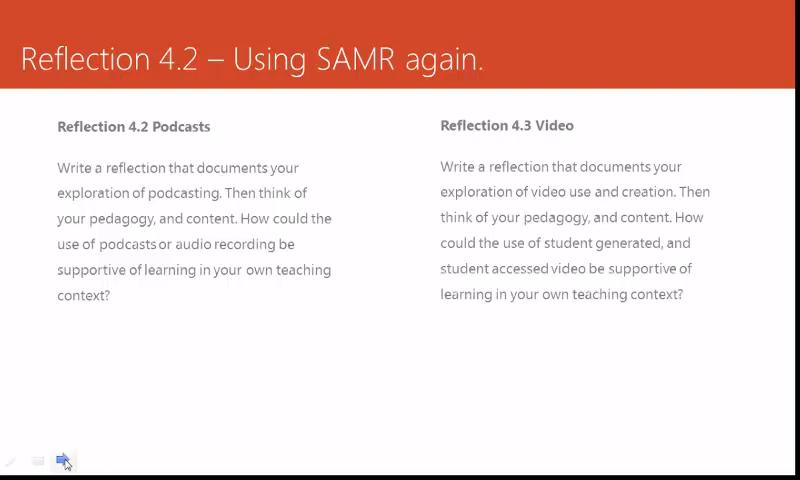 Reflection 4.2 – Using SAMR again.
Reflection 4.2 Podcasts
Write a reflection that documents your
exploration of podcasting. Then think of
your pedagogy, and content. How could the
use of podcasts or audio recording be
supportive of learning in your own teaching
context?
Reflection 4.3 Video
Write a reflection that documents your
exploration of video use and creation. Then
think of your pedagogy, and content. How
could the use of student generated, and
student accessed video be supportive of
learning in your own teaching context?